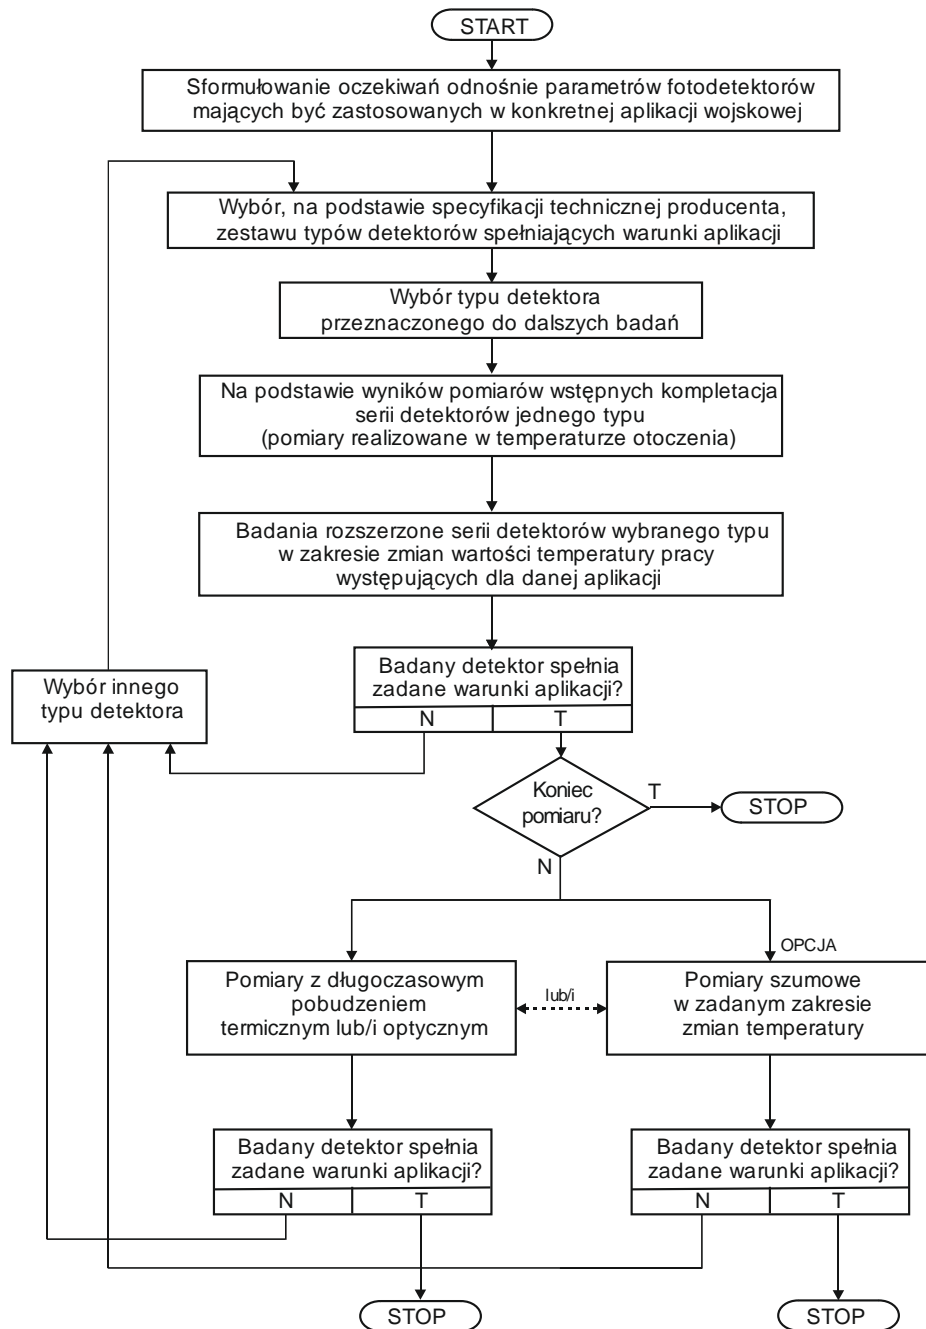 START
Sformułowanie oczekiwań odnośnie parametrów fotodetektorów
mających być zastosowanych w konkretnej aplikacji wojskowej
Wybór, na podstawie specyfikacji technicznej producenta,
zestawu typów detektorów spełniających warunki aplikacji
Wybór typu detektora
przeznaczonego do dalszych badań
Na podstawie wyników pomiarów wstępnych kompletacja
serii detektorów jednego typu
(pomiary realizowane w temperaturze otoczenia)
Badania rozszerzone serii detektorów wybranego typu
w zakresie zmian wartości temperatury pracy
występujących dla danej aplikacji
Badany detektor spełnia
zadane warunki aplikacji?
N T
Wybór innego
typu detektora
Koniec
pomiaru?
T
STOP
N
OPCJA
Pomiary z długoczasowym
pobudzeniem
termicznym lub/i optycznym
lub/i
Pomiary szumowe
w zadanym zakresie
zmian temperatury
Badany detektor spełnia
zadane warunki aplikacji?
N T
Badany detektor spełnia
zadane warunki aplikacji?
N T
STOP
STOP